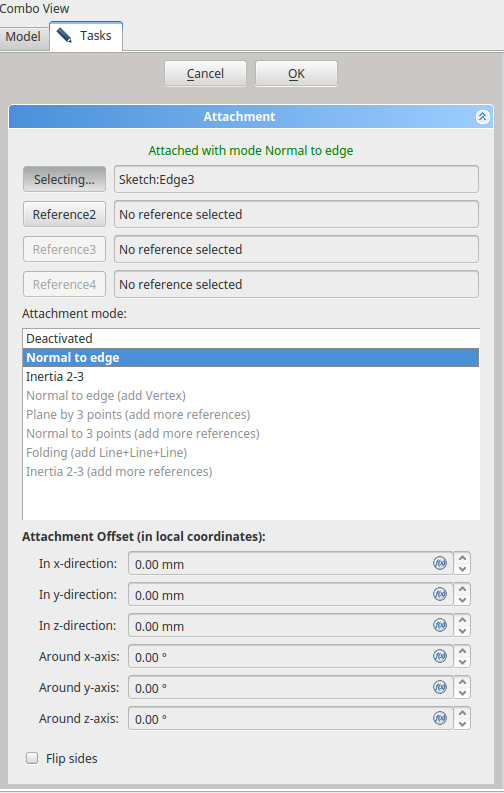 Combo View
Model
Tasks
Cancel
OK
Attachment
Attached with mode Normal to edge
Selecting...
Sketch:Edge3
Reference2
No reference selected
Reference3
No reference selected
Reference4
No reference selected
Attachment mode:
Deactivated
Normal to edge
Inertia 2-3
Normal to edge (add Vertex)
Plane by 3 points (add more references)
Normal to 3 points (add more references)
Folding (add Line+Line+Line)
Inertia 2-3 (add more references)
Attachment Offset (in local coordinates):
In x-direction:
0.00 mm
f(x)
In y-direction:
0.00 mm
f(x)
In z-direction:
0.00 mm
f(x)
Around x-axis:
0.00 °
f(x)
Around y-axis:
0.00 °
f(x)
Around z-axis:
0.00 °
f(x)
Flip sides